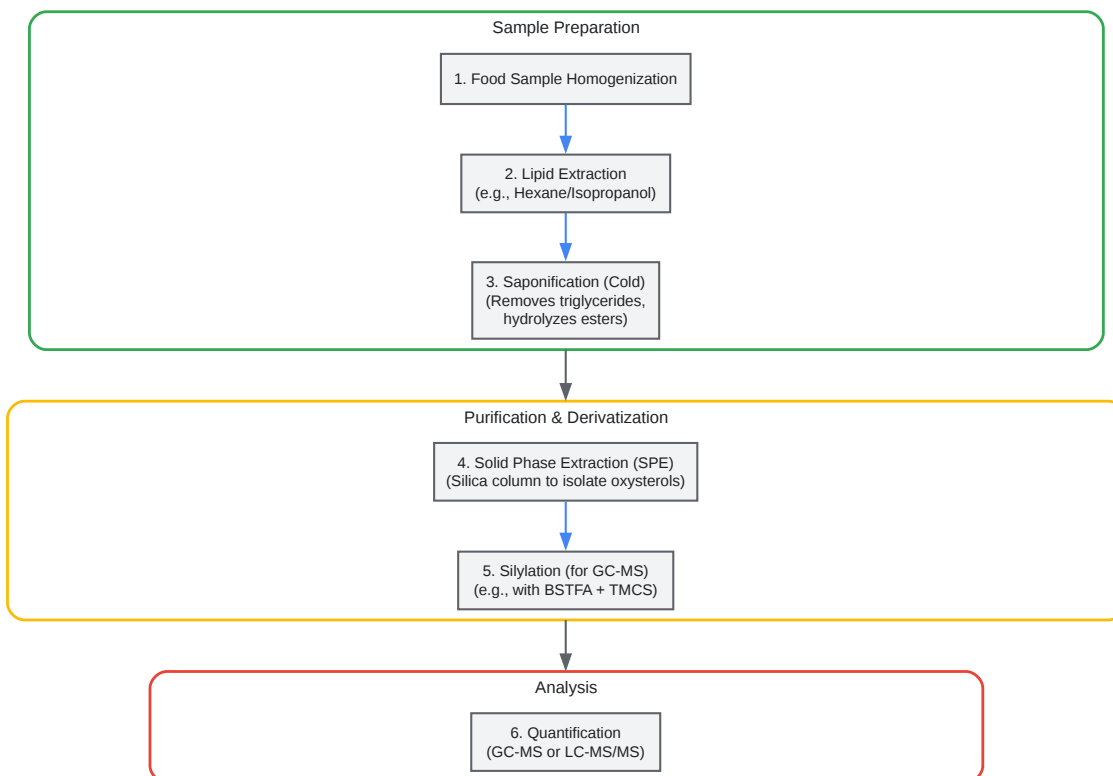 Sample Preparation
1. Food Sample Homogenization
2. Lipid Extraction
(e.g., Hexane/Isopropanol)
3. Saponification (Cold)
(Removes triglycerides,
hydrolyzes esters)
Purification & Derivatization
4. Solid Phase Extraction (SPE)
(Silica column to isolate oxysterols)
5. Silylation (for GC-MS)
(e.g., with BSTFA + TMCS)
Analysis
6. Quantification
(GC-MS or LC-MS/MS)